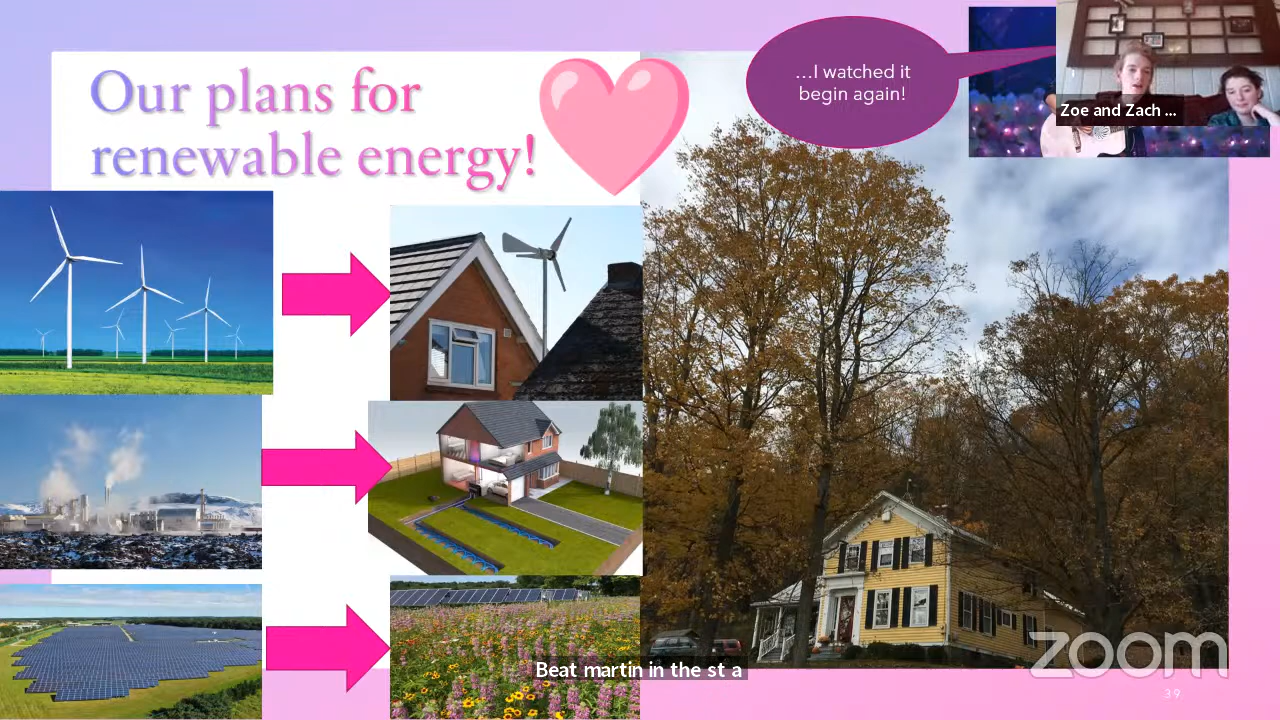 Our plans for
renewable energy!
...I watched it
begin again!
Zoe and Zach ...
Beat martin in the st a
zoom
39